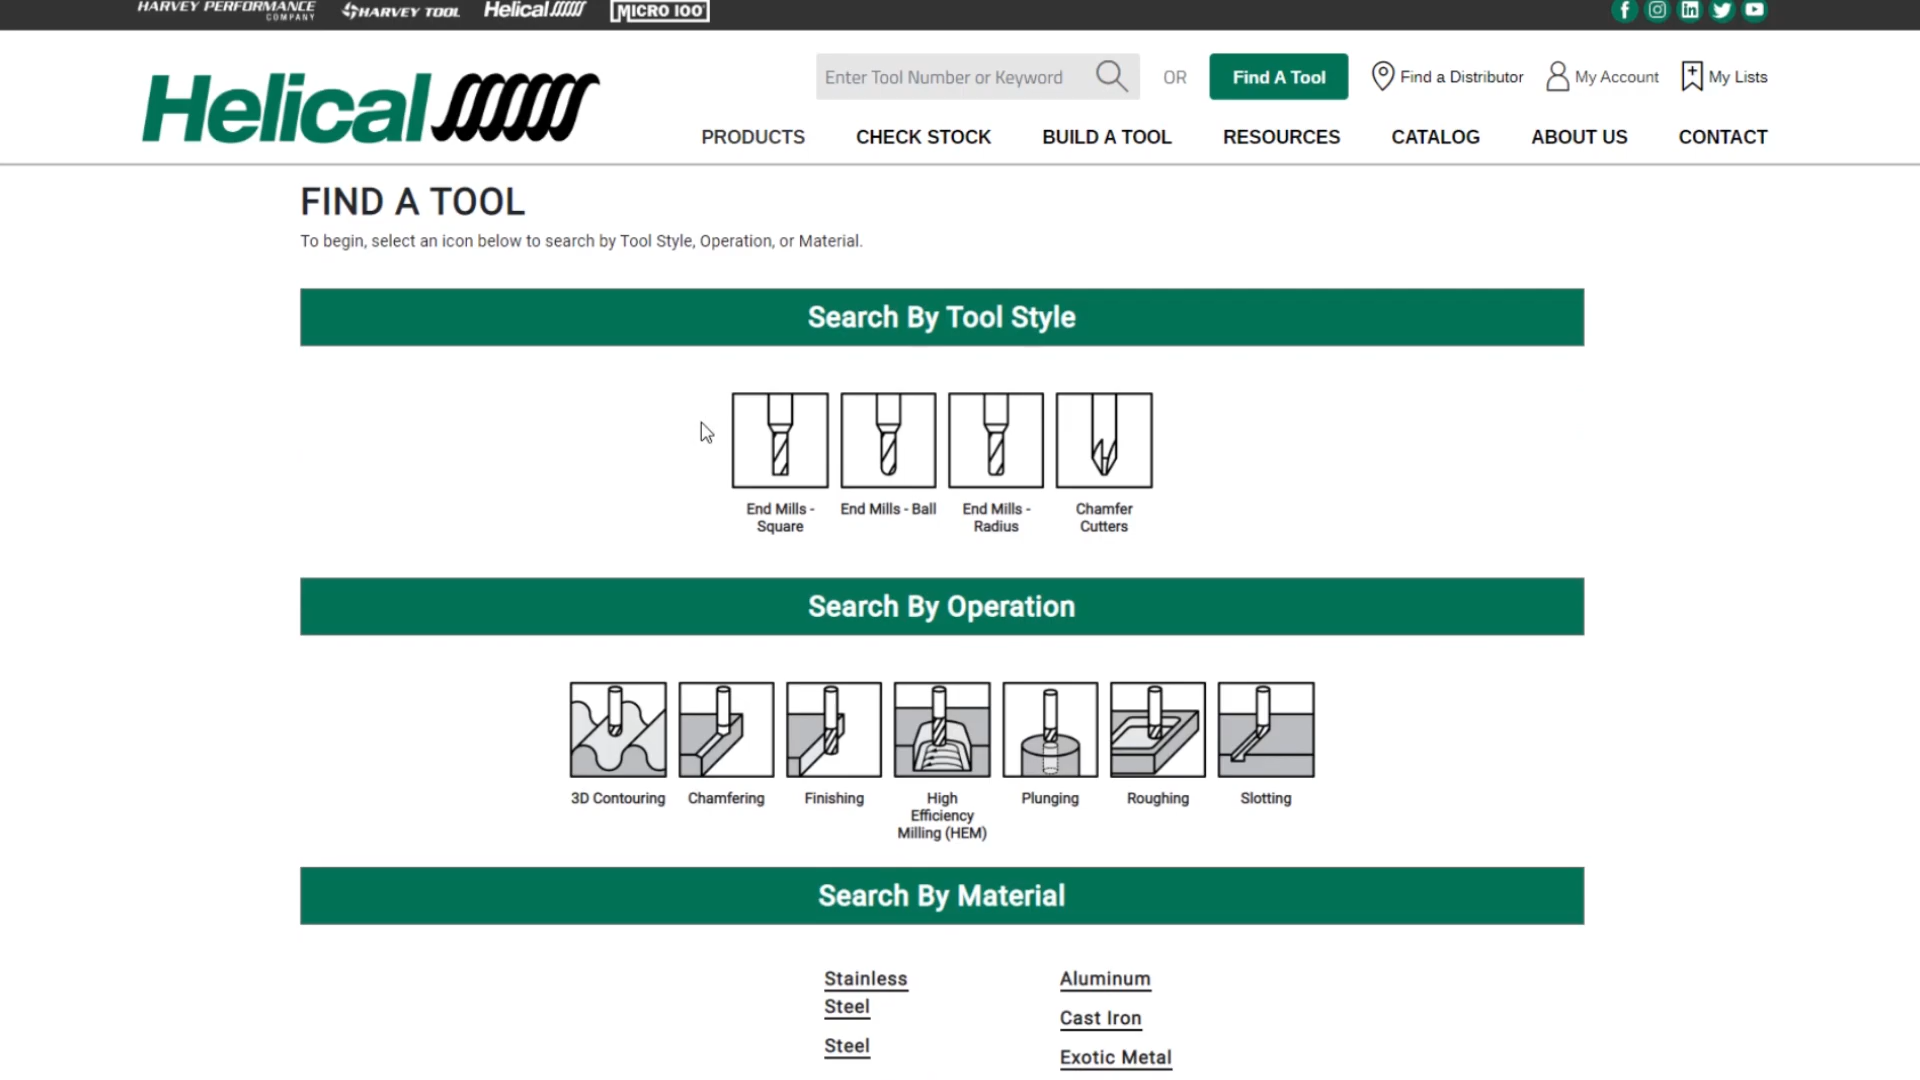 HARVEY PERFORMANCE
COMPANY
HARVEY TOOL
Helical
MICRO 100
Helical
Enter Tool Number or Keyword
OR
Find A Tool
Find a Distributor
My Account
My Lists
PRODUCTS
CHECK STOCK
BUILD A TOOL
RESOURCES
CATALOG
ABOUT US
CONTACT
FIND A TOOL
To begin, select an icon below to search by Tool Style, Operation, or Material.
Search By Tool Style
End Mills -
Square
End Mills - Ball
End Mills -
Radius
Chamfer
Cutters
Search By Operation
3D Contouring
Chamfering
Finishing
High
Efficiency
Milling (HEM)
Plunging
Roughing
Slotting
Search By Material
Stainless
Steel
Steel
Aluminum
Cast Iron
Exotic Metal